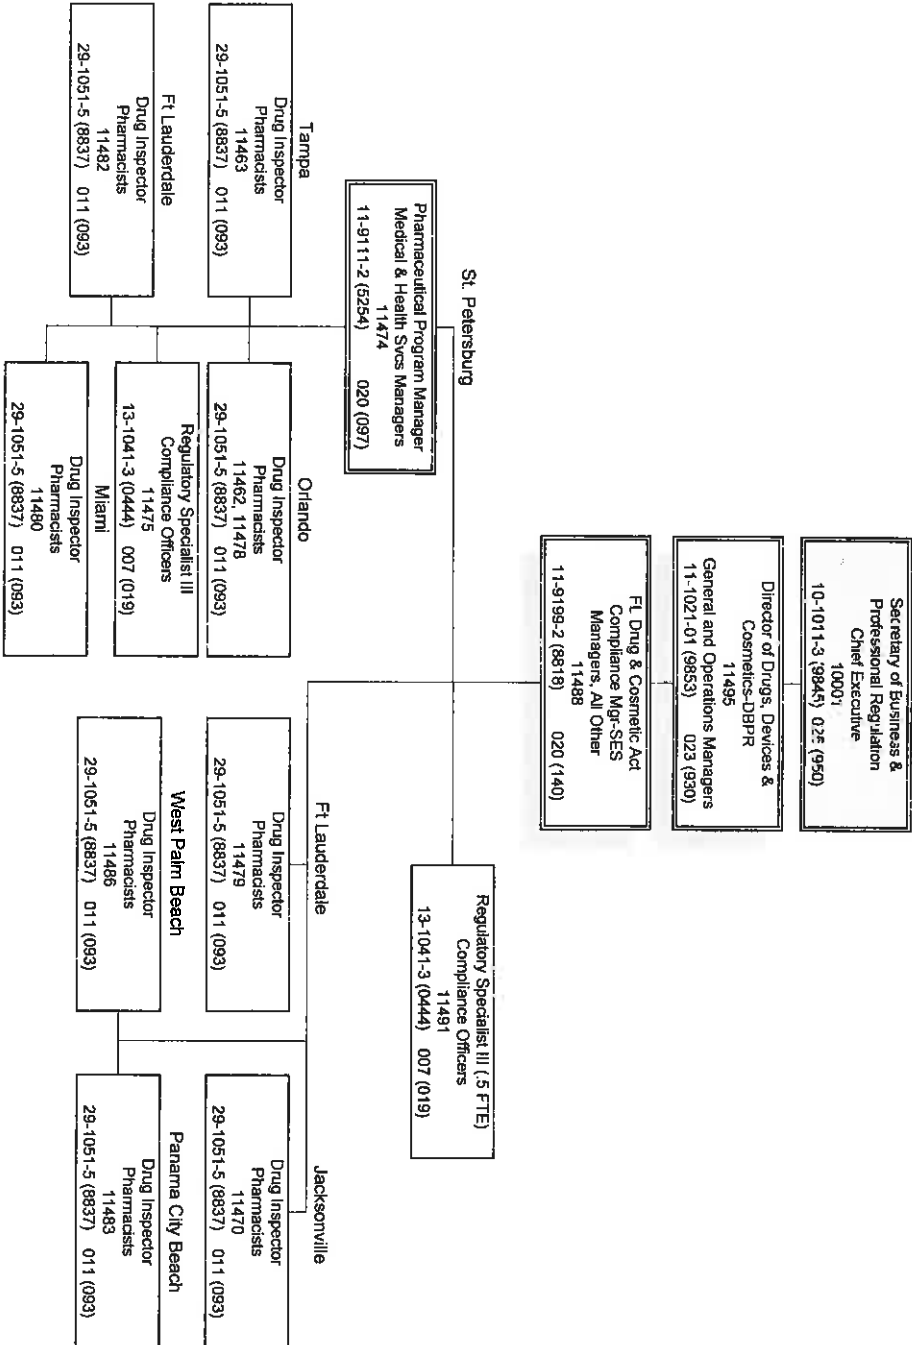 Secretary of Business &
Professional Regulation
Chief Executive
10001
10-1011-3 (9845) 025 (950)
Director of Drugs, Devices &
Cosmetics-DBPR
11495
General and Operations Managers
11-1021-01 (9853) 023 (930)
FL Drug & Cosmetic Act
Compliance Mgr-SES
Managers, All Other
11488
11-9199-2 (8818) 020 (140)
Regulatory Specialist III (.5 FTE)
Compliance Officers
11491
13-1041-3 (0444) 007 (019)
St. Petersburg
Pharmaceutical Program Manager
Medical & Health Svcs Managers
11474
11-9111-2 (5254) 020 (097)
Tampa
Drug Inspector
Pharmacists
11463
29-1051-5 (8837) 011 (093)
Orlando
Drug Inspector
Pharmacists
11462, 11478
29-1051-5 (8837) 011 (093)
Regulatory Specialist III
Compliance Officers
11475
13-1041-3 (0444) 007 (019)
Ft Lauderdale
Drug Inspector
Pharmacists
11482
29-1051-5 (8837) 011 (093)
Miami
Drug Inspector
Pharmacists
11480
29-1051-5 (8837) 011 (093)
Ft Lauderdale
Drug Inspector
Pharmacists
11479
29-1051-5 (8837) 011 (093)
Jacksonville
Drug Inspector
Pharmacists
11470
29-1051-5 (8837) 011 (093)
West Palm Beach
Drug Inspector
Pharmacists
11486
29-1051-5 (8837) 011 (093)
Panama City Beach
Drug Inspector
Pharmacists
11483
29-1051-5 (8837) 011 (093)